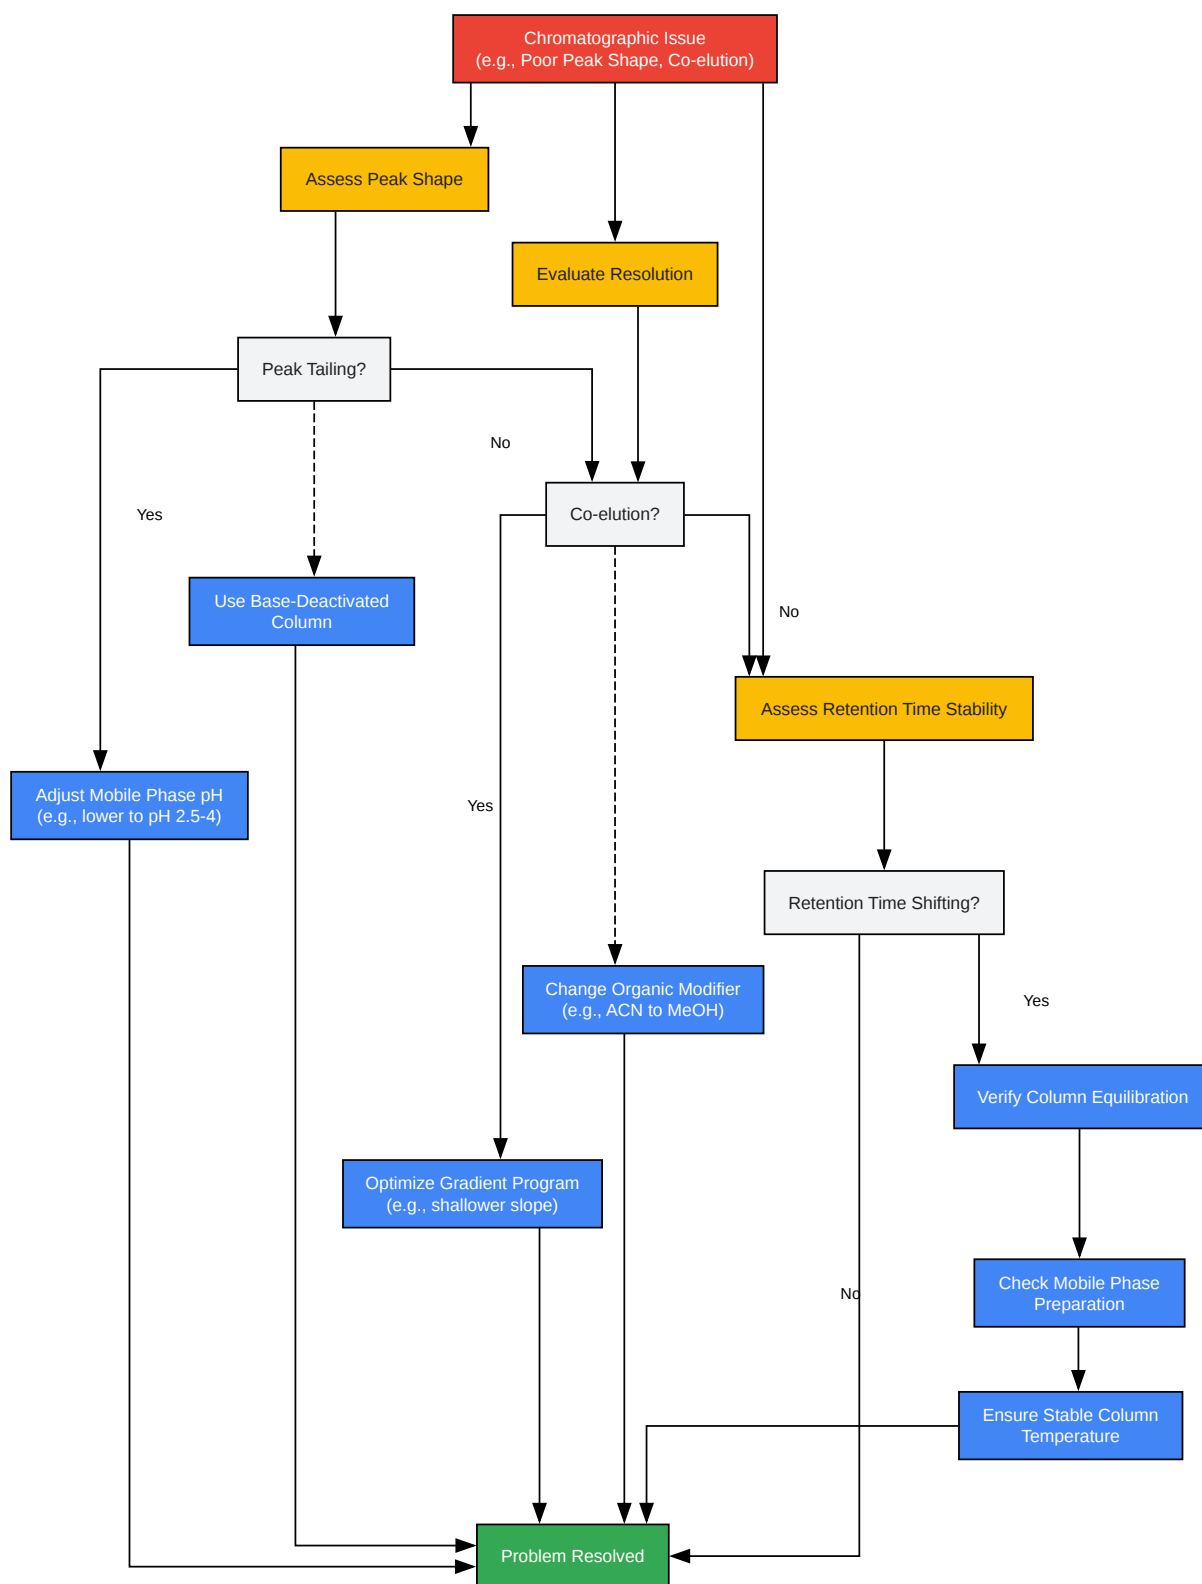 Chromatographic Issue
(e.g., Poor Peak Shape, Co-elution)
Assess Peak Shape
Evaluate Resolution
Peak Tailing?
No
Yes
Co-elution?
Use Base-Deactivated
Column
No
Assess Retention Time Stability
Adjust Mobile Phase pH
(e.g., lower to pH 2.5-4)
Yes
Retention Time Shifting?
Change Organic Modifier
(e.g., ACN to MeOH)
Yes
Verify Column Equilibration
Optimize Gradient Program
(e.g., shallower slope)
Check Mobile Phase
Preparation
No
Ensure Stable Column
Temperature
Problem Resolved